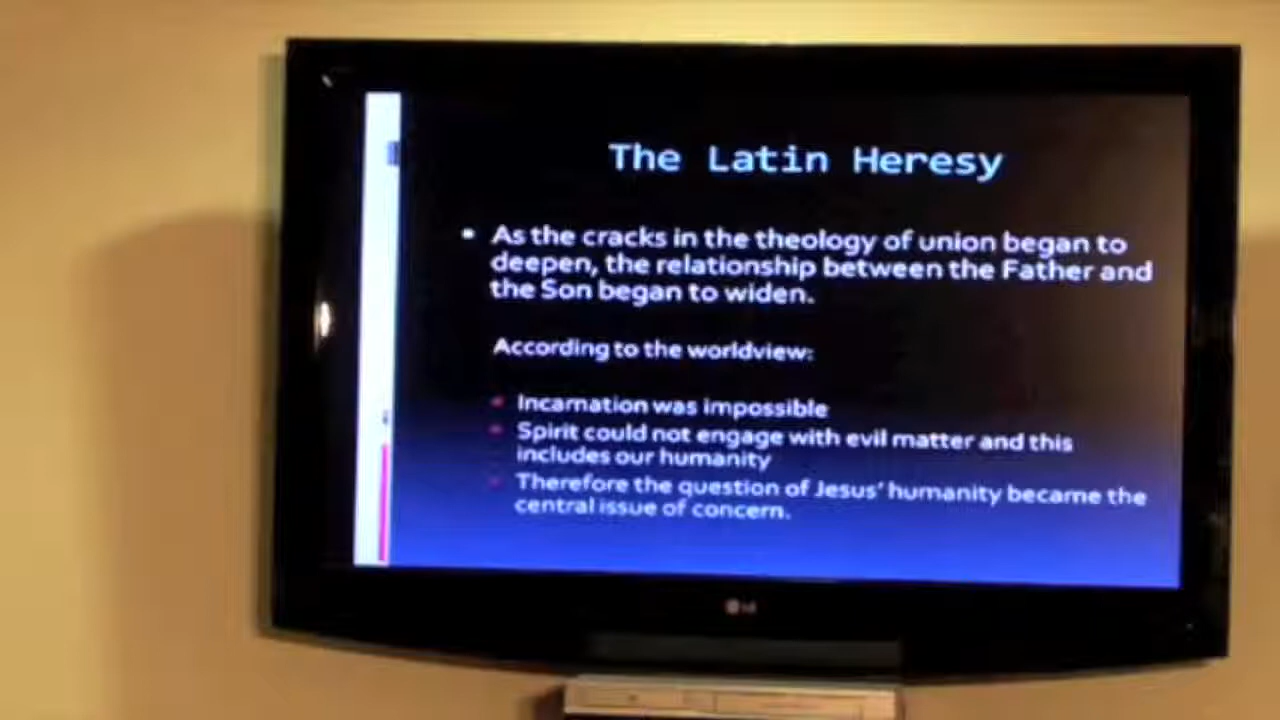 The Latin Heresy
• As the cracks in the theology of union began to
deepen, the relationship between the Father and
the Son began to widen.
According to the worldview:
• Incarnation was impossible
• Spirit could not engage with evil matter and this
includes our humanity
• Therefore the question of Jesus' humanity became the
central issue of concern.
LG